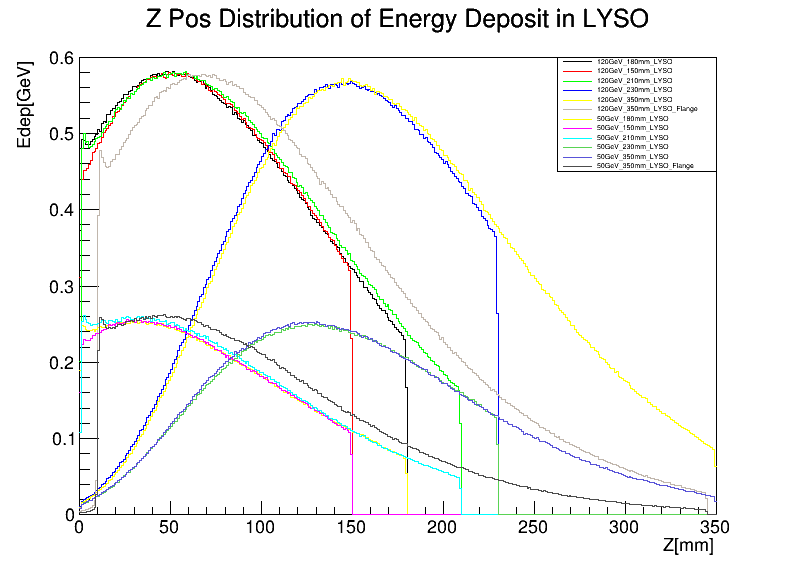 Z Pos Distribution of Energy Deposit in LYSO
Edep[GeV]
0.6
0.5
0.4
0.3
0.2
0.1
0
120GeV_180mm_LYSO
120GeV_150mm_LYSO
120GeV_210mm_LYSO
120GeV_230mm_LYSO
120GeV_350mm_LYSO
120GeV_350mm_LYSO_Flange
50GeV_180mm_LYSO
50GeV_150mm_LYSO
50GeV_210mm_LYSO
50GeV_230mm_LYSO
50GeV_350mm_LYSO
50GeV_350mm_LYSO_Flange
0 50 100 150 200 250 300 350
Z[mm]